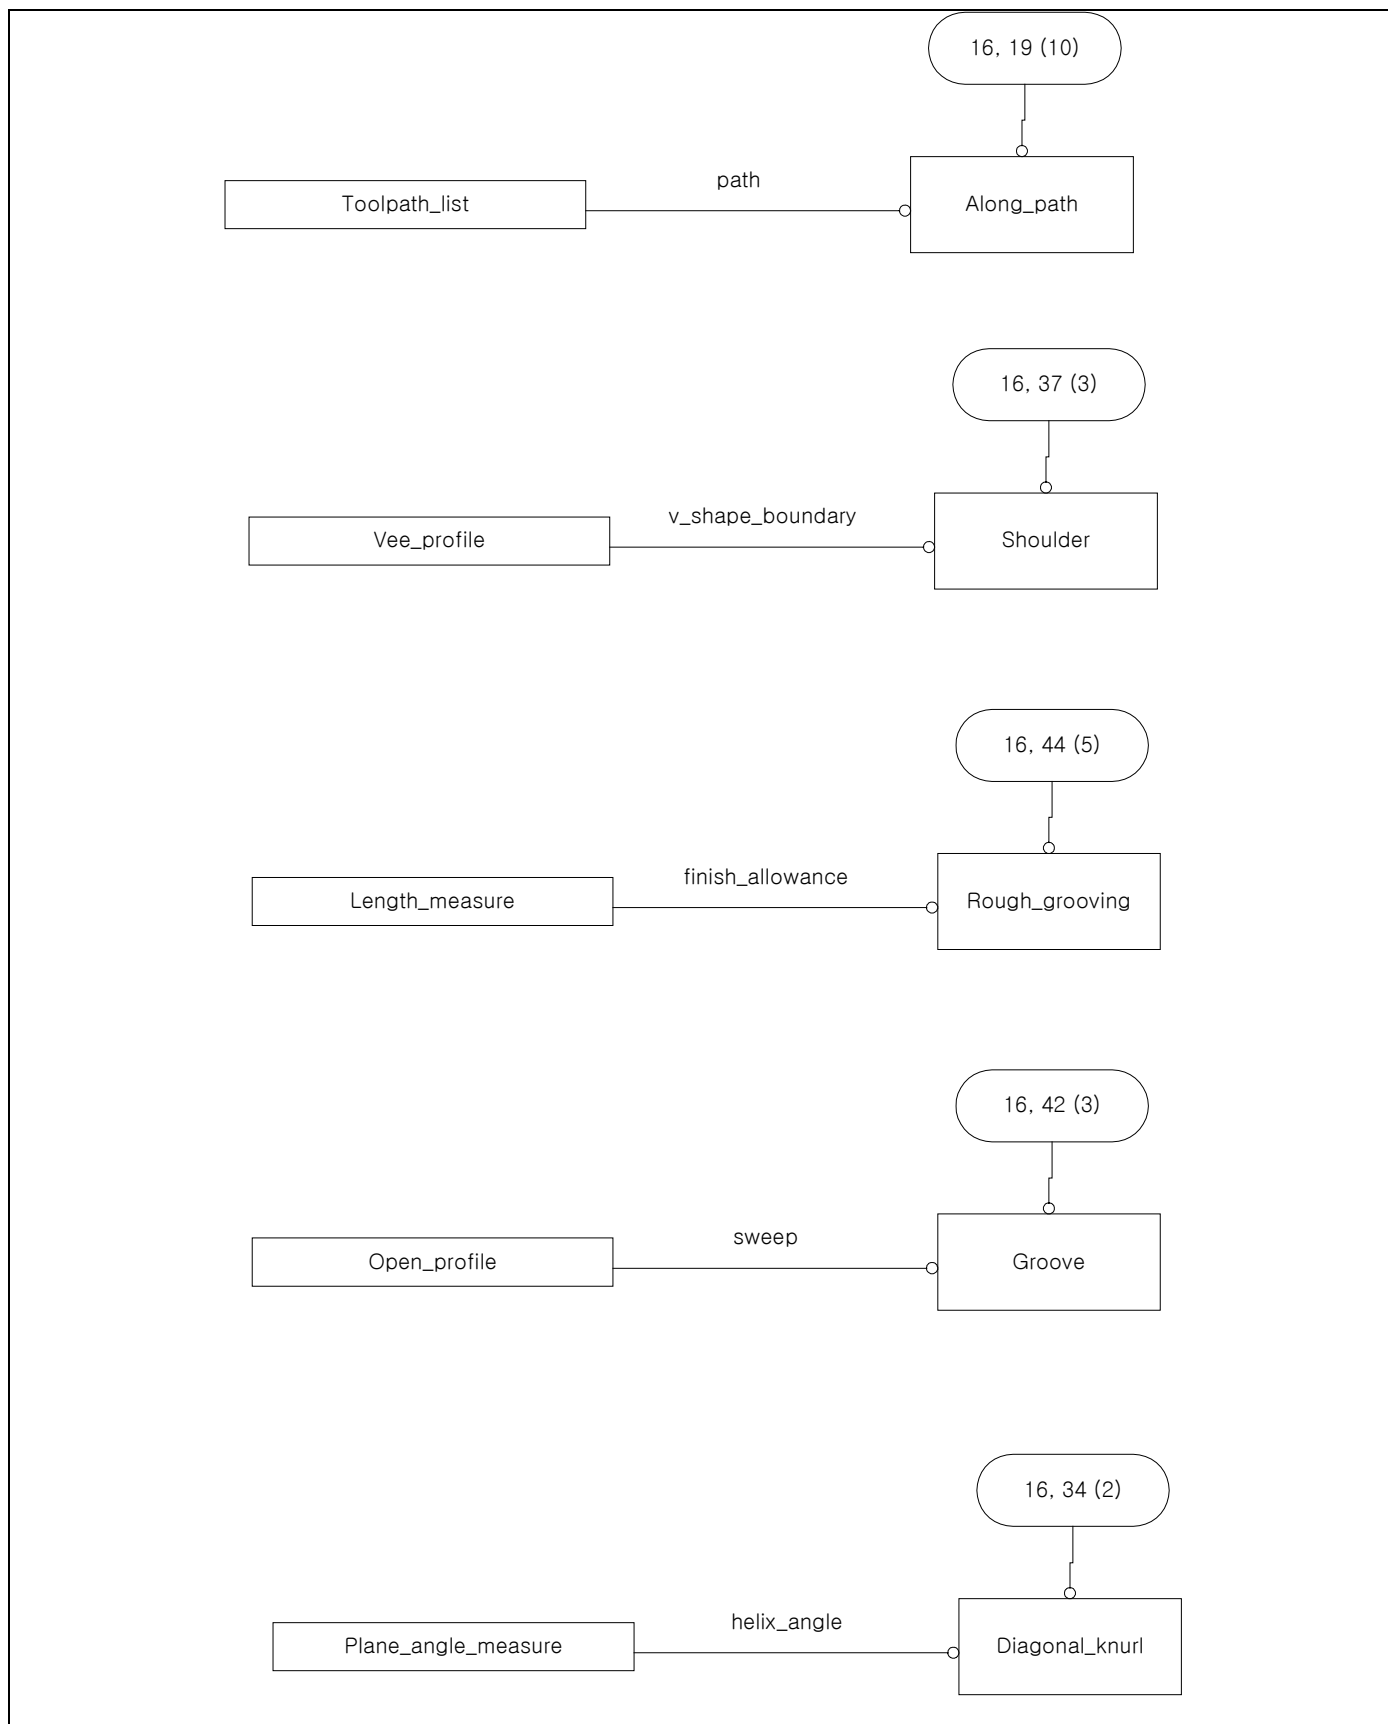 16, 19 (10)
path
Toolpath_list
Along_path
16, 37 (3)
v_shape_boundary
Vee_profile
Shoulder
16, 44 (5)
finish_allowance
Length_measure
Rough_grooving
16, 42 (3)
sweep
Open_profile
Groove
16, 34 (2)
helix_angle
Plane_angle_measure
Diagonal_knurl